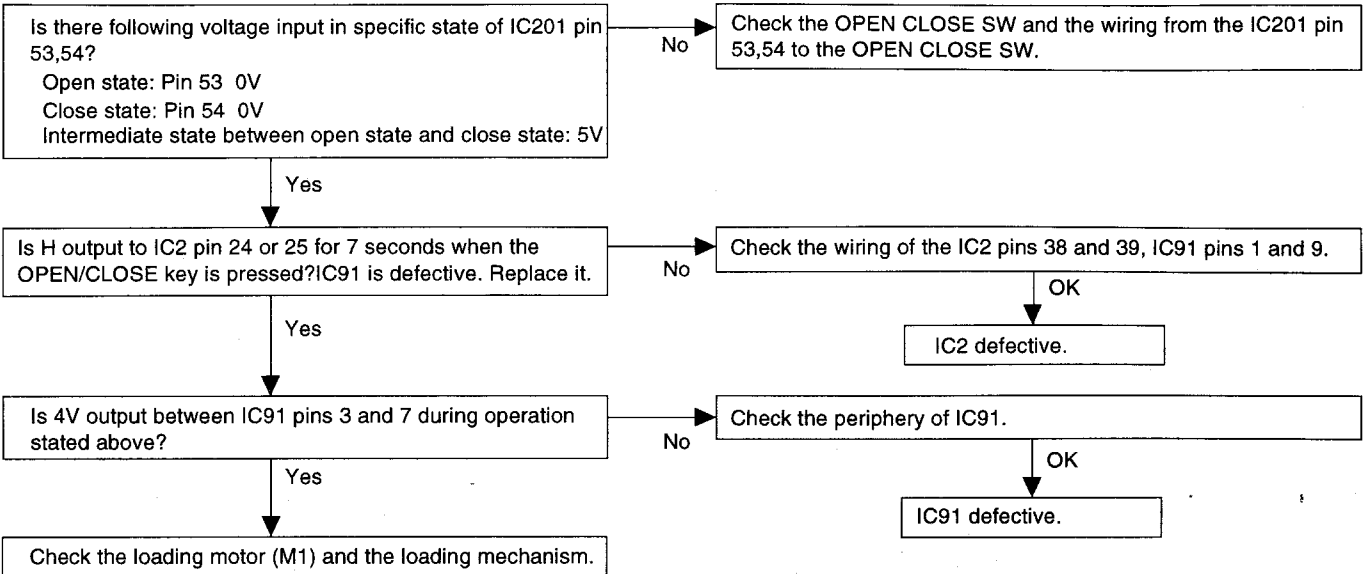 Is there following voltage input in specific state of IC201 pin
53,54?
Open state: Pin 53 0V
Close state: Pin 54 0V
Intermediate state between open state and close state: 5V
No
Check the OPEN CLOSE SW and the wiring from the IC201 pin
53,54 to the OPEN CLOSE SW.
Yes
Is H output to IC2 pin 24 or 25 for 7 seconds when the
OPEN/CLOSE key is pressed?IC91 is defective. Replace it.
No
Check the wiring of the IC2 pins 38 and 39, IC91 pins 1 and 9.
OK
IC2 defective.
Yes
Is 4V output between IC91 pins 3 and 7 during operation
stated above?
No
Check the periphery of IC91.
OK
IC91 defective.
Yes
Check the loading motor (M1) and the loading mechanism.